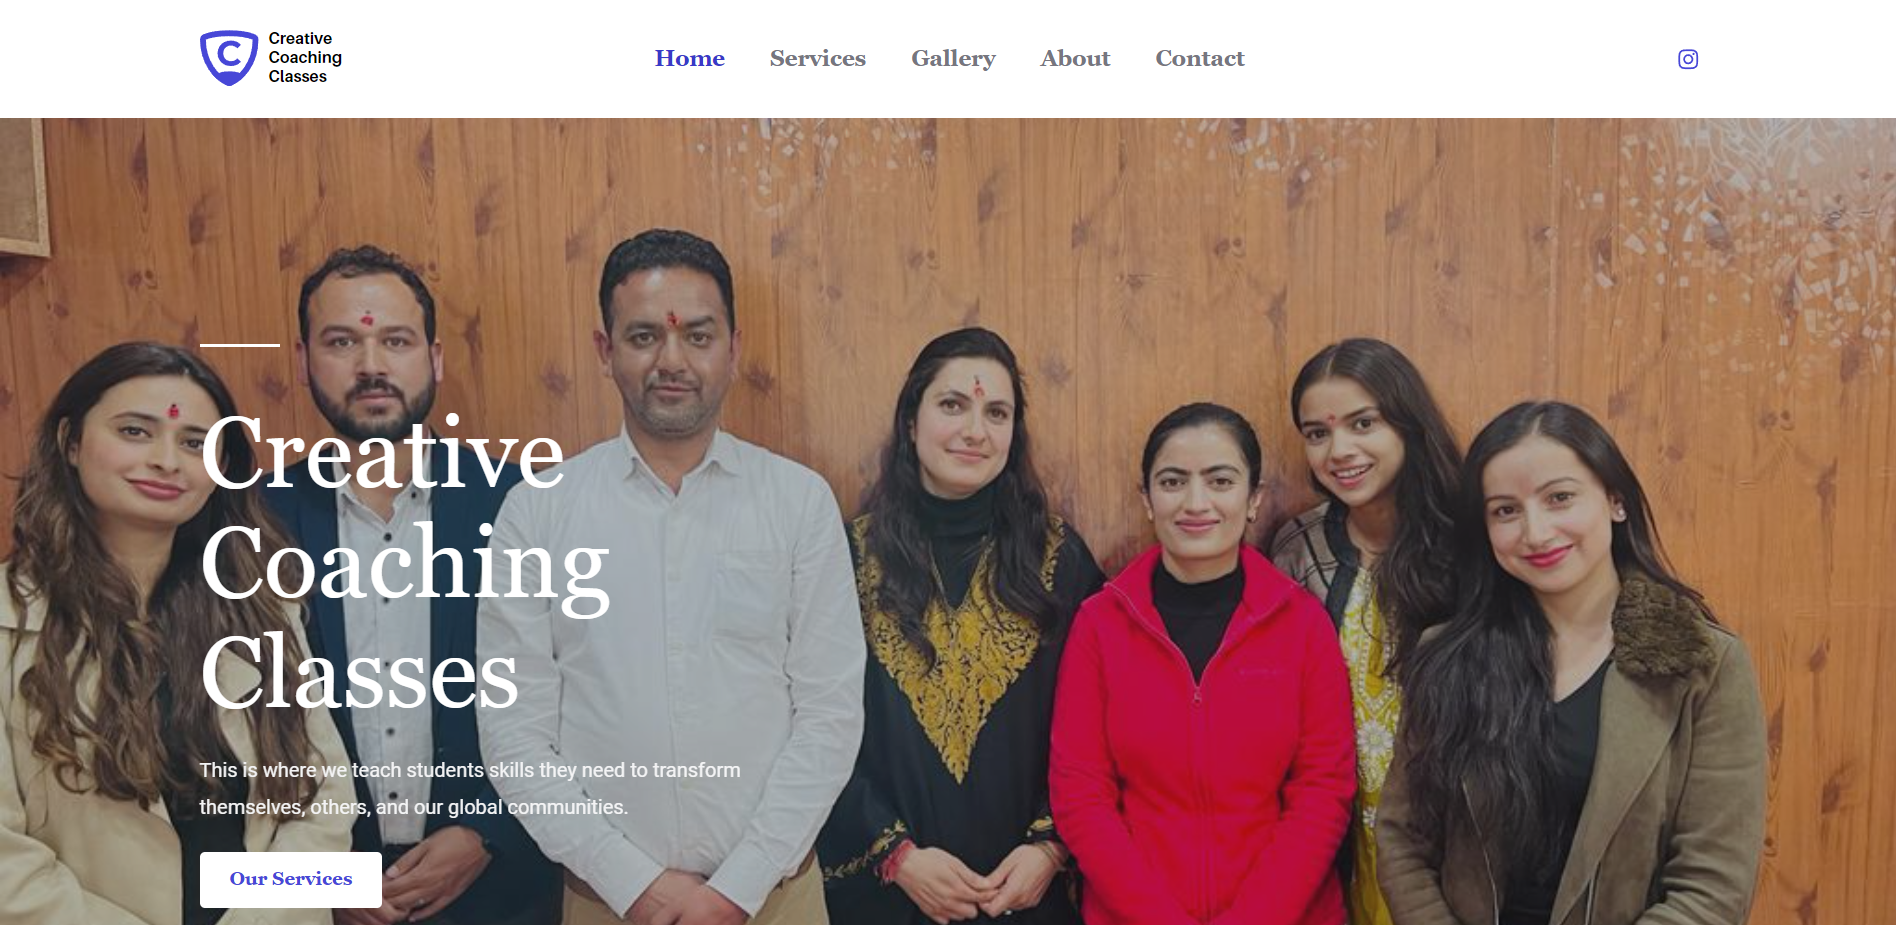 C
Creative
Coaching
Classes
Home Services Gallery About Contact
Creative
Coaching
Classes
This is where we teach students skills they need to transform
themselves, others, and our global communities.
Our Services